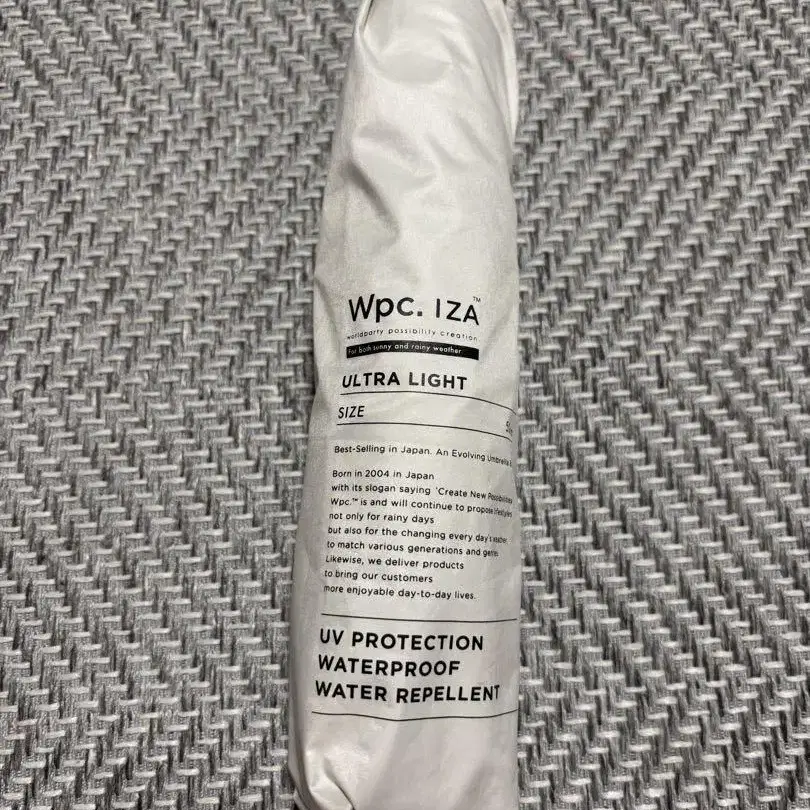 Wpc. IZA™
worldparty possibility creation
For both sunny and rainy weather
ULTRA LIGHT
SIZE
Best-Selling in Japan. An Evolving Umbrella
Born in 2004 in Japan
with its slogan saying 'Create New Possibilities
Wpc.™ is and will continue to propose lifestyles
not only for rainy days
but also for the changing every day's weather
to match various generations and genres
Likewise, we deliver products
to bring our customers
more enjoyable day-to-day lives.
UV PROTECTION
WATERPROOF
WATER REPELLENT